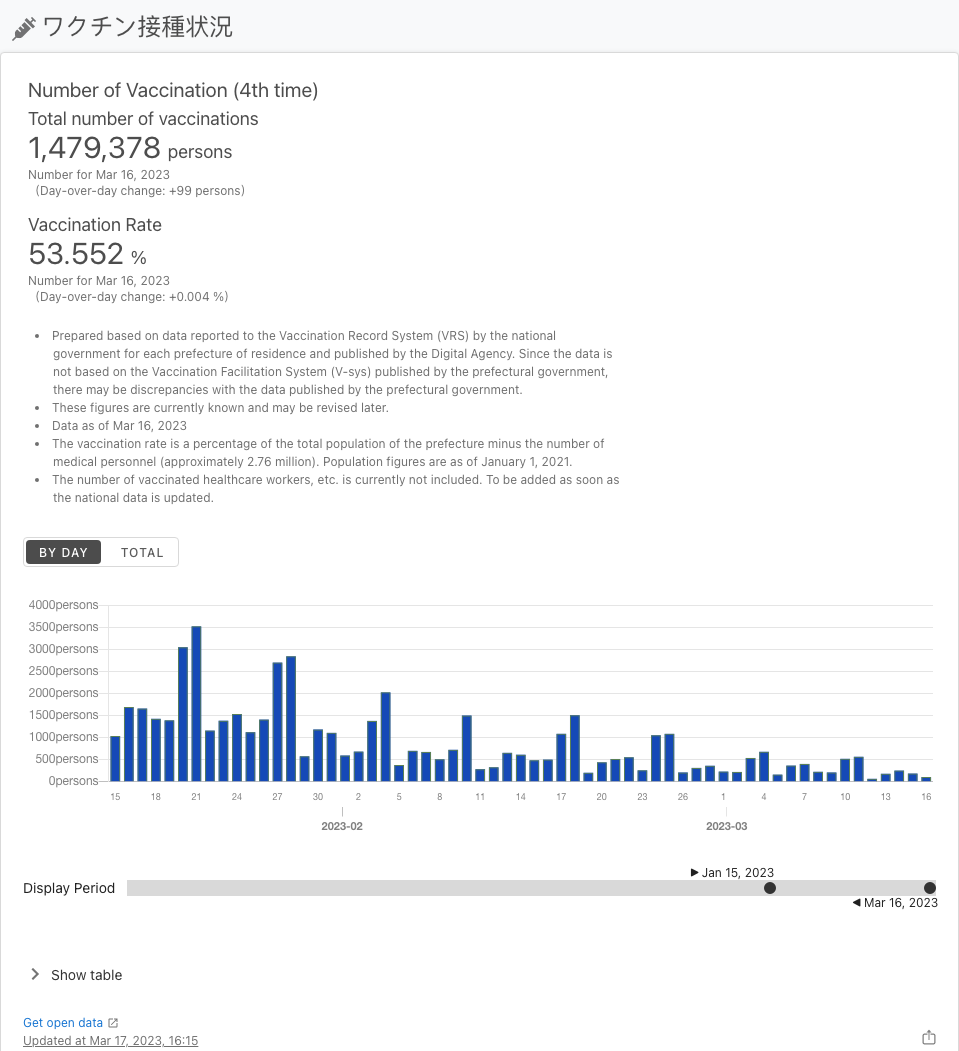 ワクチン接種状況
Number of Vaccination (4th time)
Total number of vaccinations
1,479,378 persons
Number for Mar 16, 2023
(Day-over-day change: +99 persons)
Vaccination Rate
53.552 %
Number for Mar 16, 2023
(Day-over-day change: +0.004 %)
• Prepared based on data reported to the Vaccination Record System (VRS) by the national
government for each prefecture of residence and published by the Digital Agency. Since the data is
not based on the Vaccination Facilitation System (V-sys) published by the prefectural government,
there may be discrepancies with the data published by the prefectural government.
• These figures are currently known and may be revised later.
• Data as of Mar 16, 2023
• The vaccination rate is a percentage of the total population of the prefecture minus the number of
medical personnel (approximately 2.76 million). Population figures are as of January 1, 2021.
• The number of vaccinated healthcare workers, etc. is currently not included. To be added as soon as
the national data is updated.
BY DAY TOTAL
4000persons
3500persons
3000persons
2500persons
2000persons
1500persons
1000persons
500persons
0persons
15 18 21 24 27 30 2 5 8 11 14 17 20 23 26 1 4 7 10 13 16
2023-02 2023-03
Jan 15, 2023
Display Period
Mar 16, 2023
Show table
Get open data
Updated at Mar 17, 2023, 16:15